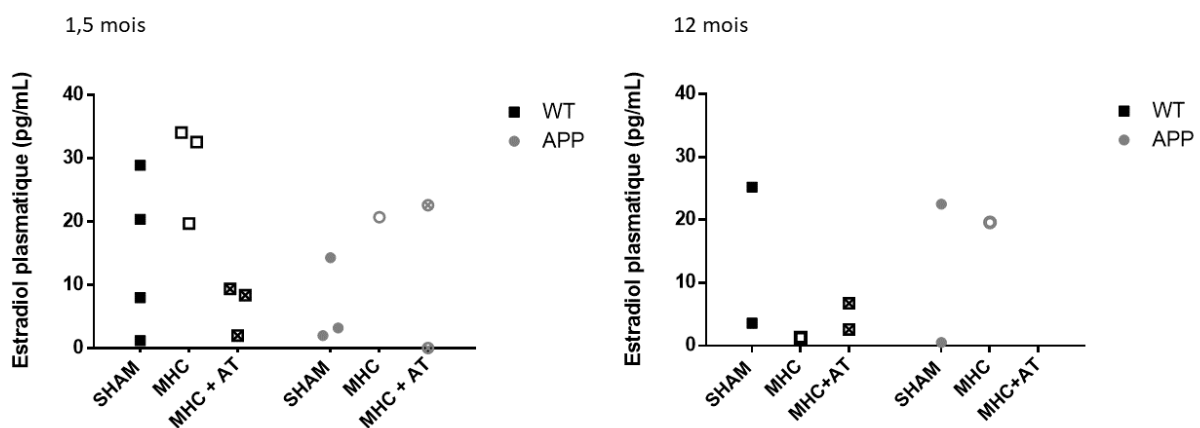 1,5 mois
Estradiol plasmatique (pg/mL)
40
30
20
10
0
SHAM
MHC
MHC + AT
SHAM
MHC
MHC + AT
WT
APP
12 mois
Estradiol plasmatique (pg/mL)
40
30
20
10
0
SHAM
MHC
MHC+AT
SHAM
MHC
MHC+AT
WT
APP